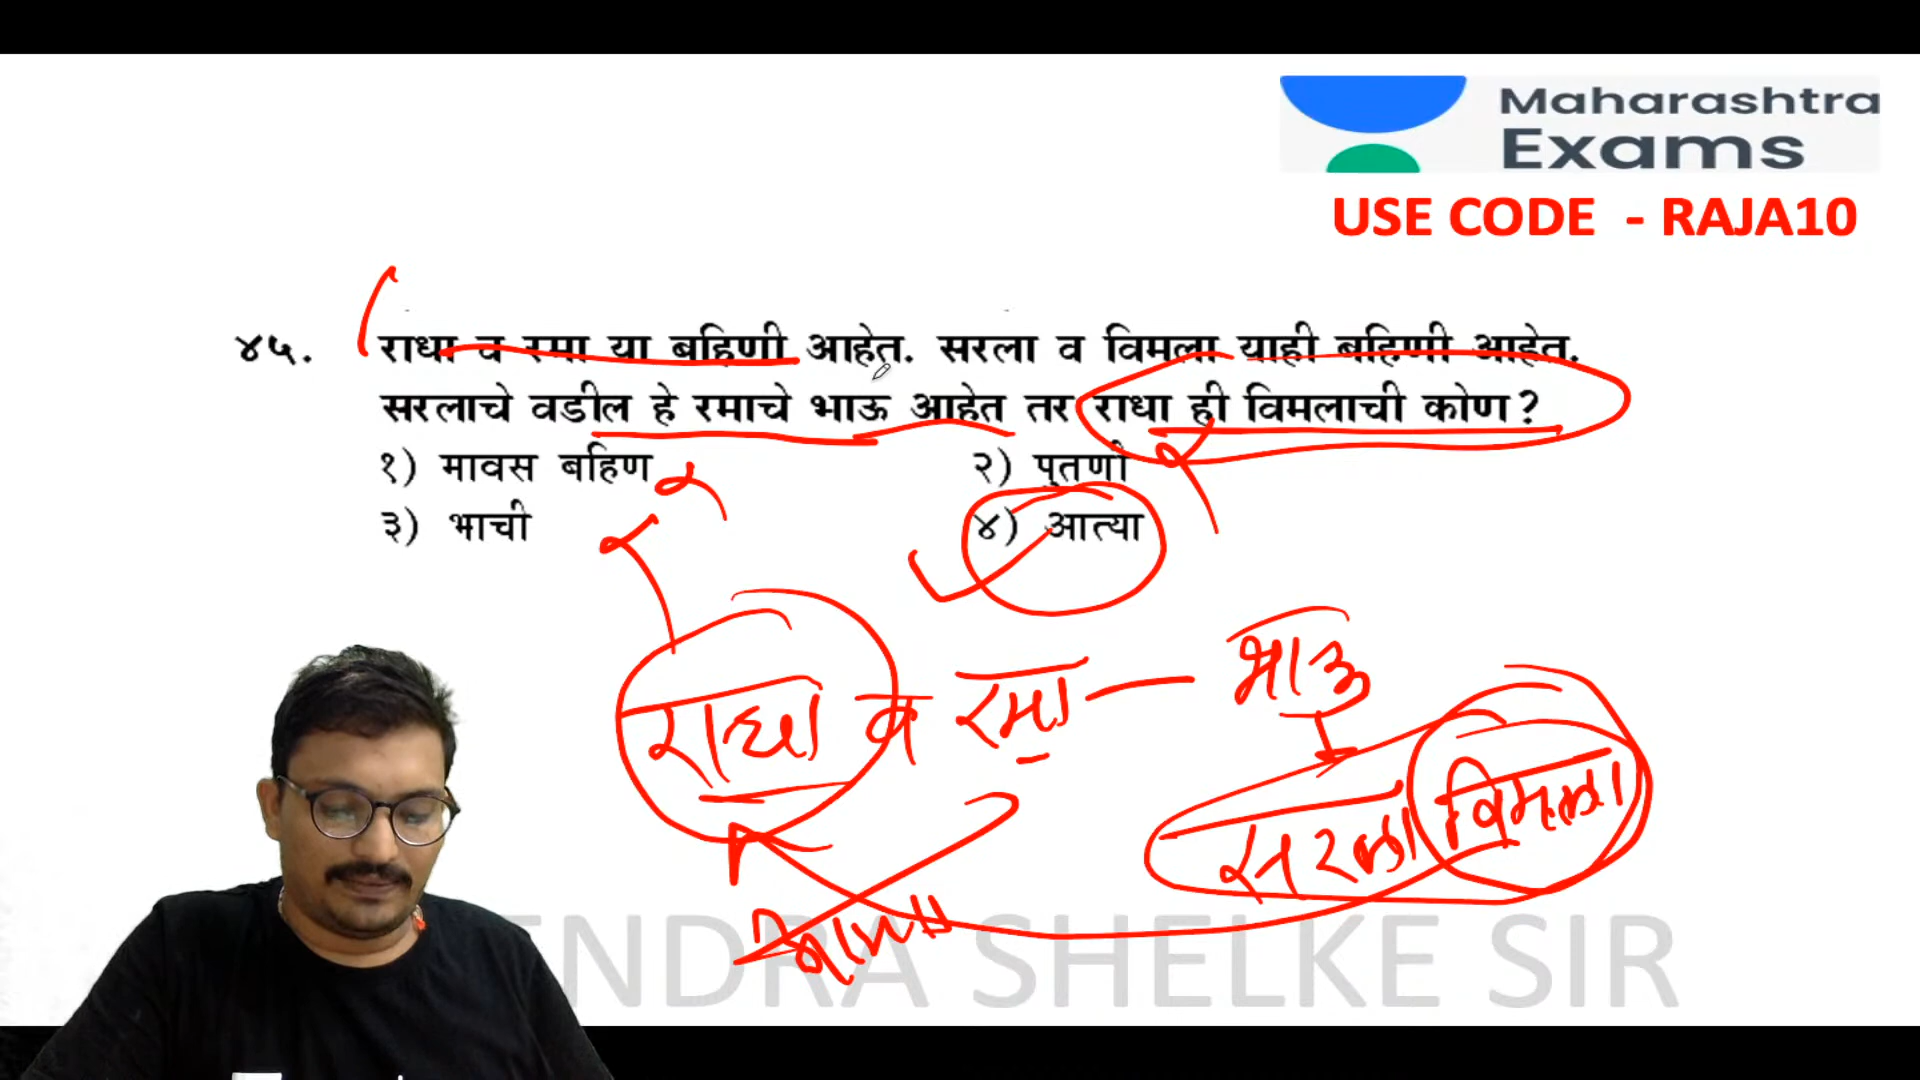 Maharashtra
Exams
USE CODE - RAJA10
४५. राधा व रमा या बहिणी आहेत. सरला व विमला याही बहिणी आहेत.
सरलाचे वडील हे रमाचे भाऊ आहेत तर राधा ही विमलाची कोण ?
१) मावस बहिण २) पुतणी
३) भाची ४) आत्या
राधा व रमा — भाऊ
सरला विमला
ENDRA SHELKE SIR